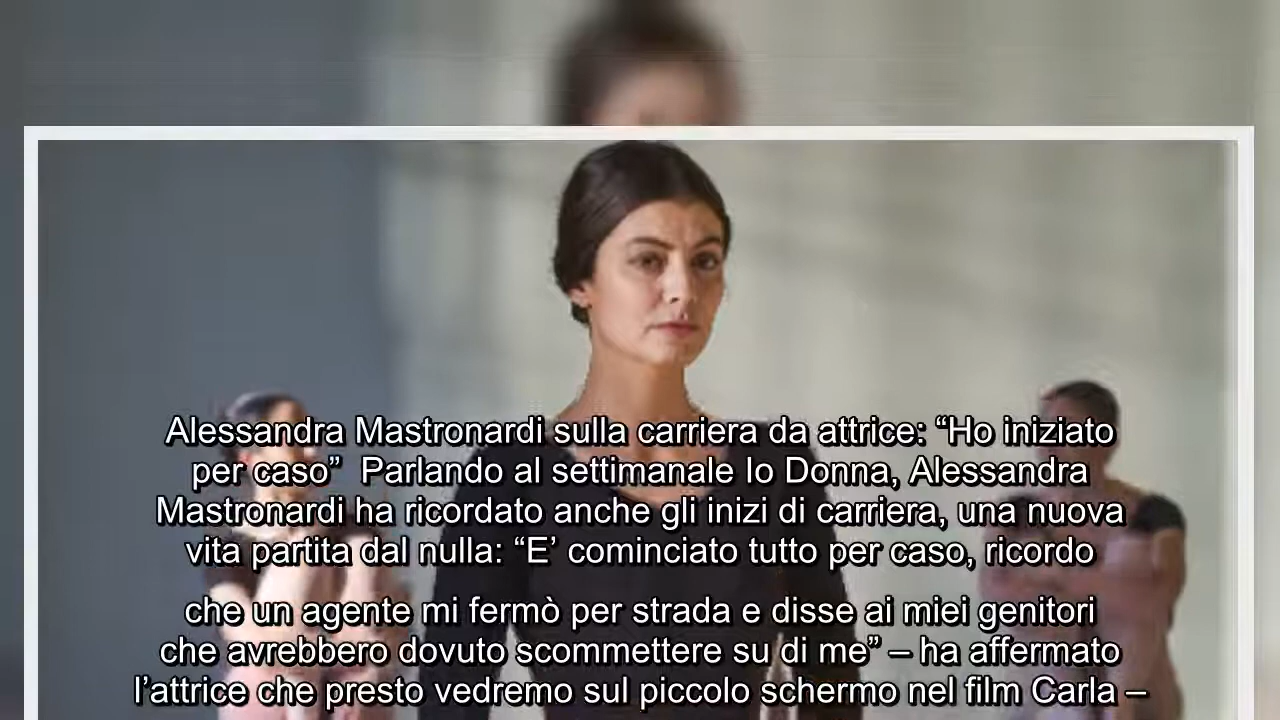 Alessandra Mastronardi sulla carriera da attrice: “Ho iniziato
per caso”  Parlando al settimanale Io Donna, Alessandra
Mastronardi ha ricordato anche gli inizi di carriera, una nuova
vita partita dal nulla: “E’ cominciato tutto per caso, ricordo
che un agente mi fermò per strada e disse ai miei genitori
che avrebbero dovuto scommettere su di me” – ha affermato
l’attrice che presto vedremo sul piccolo schermo nel film Carla –